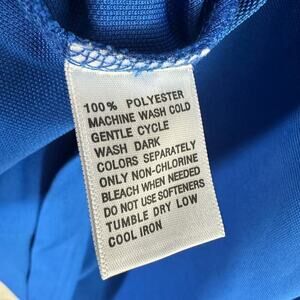 100% POLYESTER
MACHINE WASH COLD
GENTLE CYCLE
WASH DARK
COLORS SEPARATELY
ONLY NON-CHLORINE
BLEACH WHEN NEEDED
DO NOT USE SOFTENERS
TUMBLE DRY LOW
COOL IRON